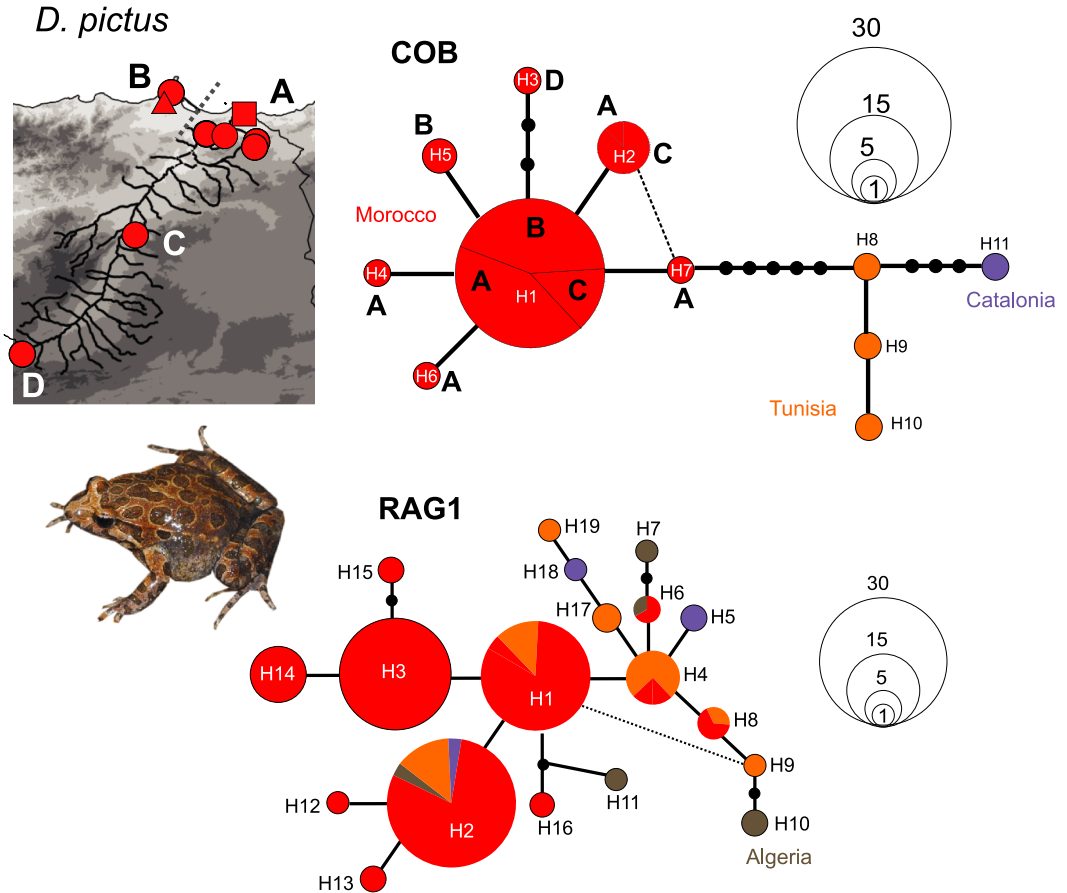 D. pictus
B
A
C
D
COB
30
15
5
1
H3 D
A
H2 C
B
H5
Morocco
B
A
C
H1
H4
A
H6 A
H7
A
H8
H11
Catalonia
H9
Tunisia
H10
RAG1
H19
H7
H18
H6
H15
H17
H5
H14
H3
H1
H4
H8
H9
H2
H12
H11
H16
H10
H13
Algeria
30
15
5
1